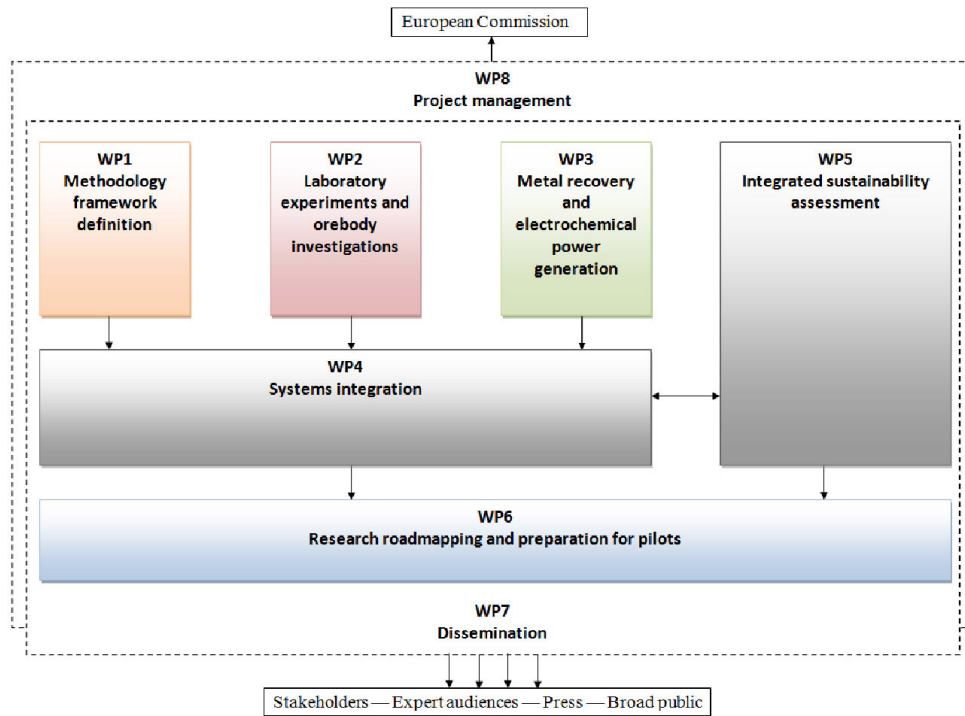 European Commission
WP8
Project management
WP1
Methodology
framework
definition
WP2
Laboratory
experiments and
orebody
investigations
WP3
Metal recovery
and
electrochemical
power
generation
WP5
Integrated sustainability
assessment
WP4
Systems integration
WP6
Research roadmapping and preparation for pilots
WP7
Dissemination
Stakeholders — Expert audiences — Press — Broad public